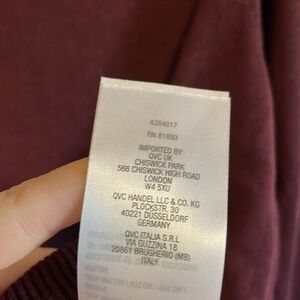 A384017
RN 81893
IMPORTED BY:
QVC UK
CHISWICK PARK
566 CHISWICK HIGH ROAD
LONDON
W4 5XU
QVC HANDEL LLC & CO. KG
PLOCKSTR. 30
40221 DUSSELDORF
GERMANY
QVC ITALIA S.R.L
VIA GUZZINA 18
20861 BRUGHERIO (MB)
ITALY